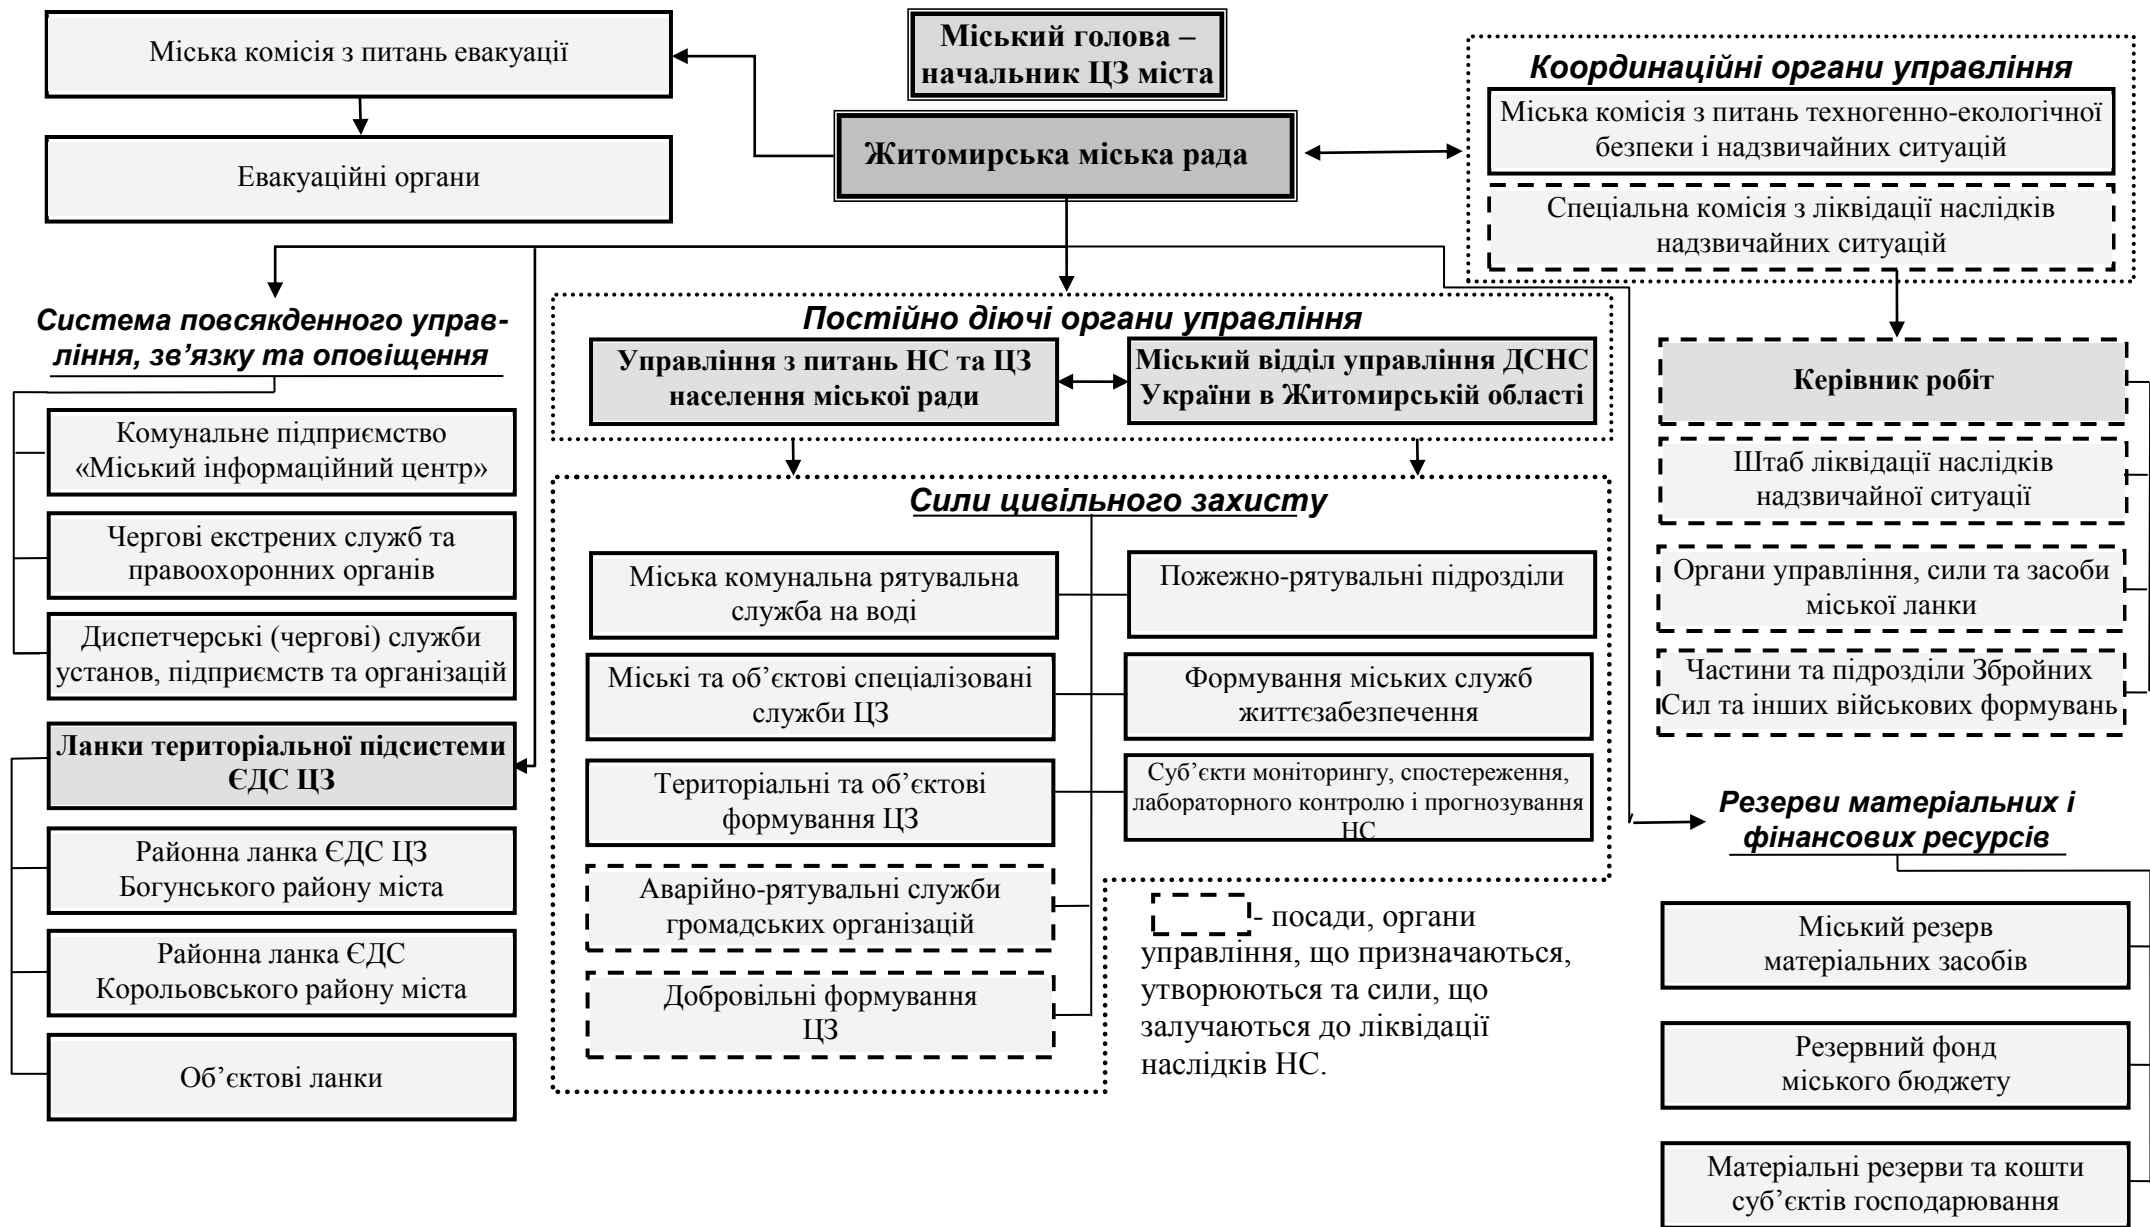 Міська комісія з питань евакуації
Евакуаційні органи
Міський голова –
начальник ЦЗ міста
Житомирська міська рада
Координаційні органи управління
Міська комісія з питань техногенно-екологічної
безпеки і надзвичайних ситуацій
Спеціальна комісія з ліквідації наслідків
надзвичайних ситуацій
Система повсякденного управ-
ління, зв’язку та оповіщення
Комунальне підприємство
«Міський інформаційний центр»
Чергові екстрених служб та
правоохоронних органів
Диспетчерські (чергові) служби
установ, підприємств та організацій
Ланки територіальної підсистеми
ЄДС ЦЗ
Районна ланка ЄДС ЦЗ
Богунського району міста
Районна ланка ЄДС
Корольовського району міста
Об’єктові ланки
Постійно діючі органи управління
Управління з питань НС та ЦЗ
населення міської ради
Міський відділ управління ДСНС
України в Житомирській області
Сили цивільного захисту
Міська комунальна рятувальна
служба на воді
Пожежно-рятувальні підрозділи
Міські та об’єктові спеціалізовані
служби ЦЗ
Формування міських служб
життєзабезпечення
Територіальні та об’єктові
формування ЦЗ
Суб’єкти моніторингу, спостереження,
лабораторного контролю і прогнозування
НС
Аварійно-рятувальні служби
громадських організацій
Добровільні формування
ЦЗ
- посади, органи
управління, що призначаються,
утворюються та сили, що
залучаються до ліквідації
наслідків НС.
Керівник робіт
Штаб ліквідації наслідків
надзвичайної ситуації
Органи управління, сили та засоби
міської ланки
Частини та підрозділи Збройних
Сил та інших військових формувань
Резерви матеріальних і
фінансових ресурсів
Міський резерв
матеріальних засобів
Резервний фонд
міського бюджету
Матеріальні резерви та кошти
суб’єктів господарювання